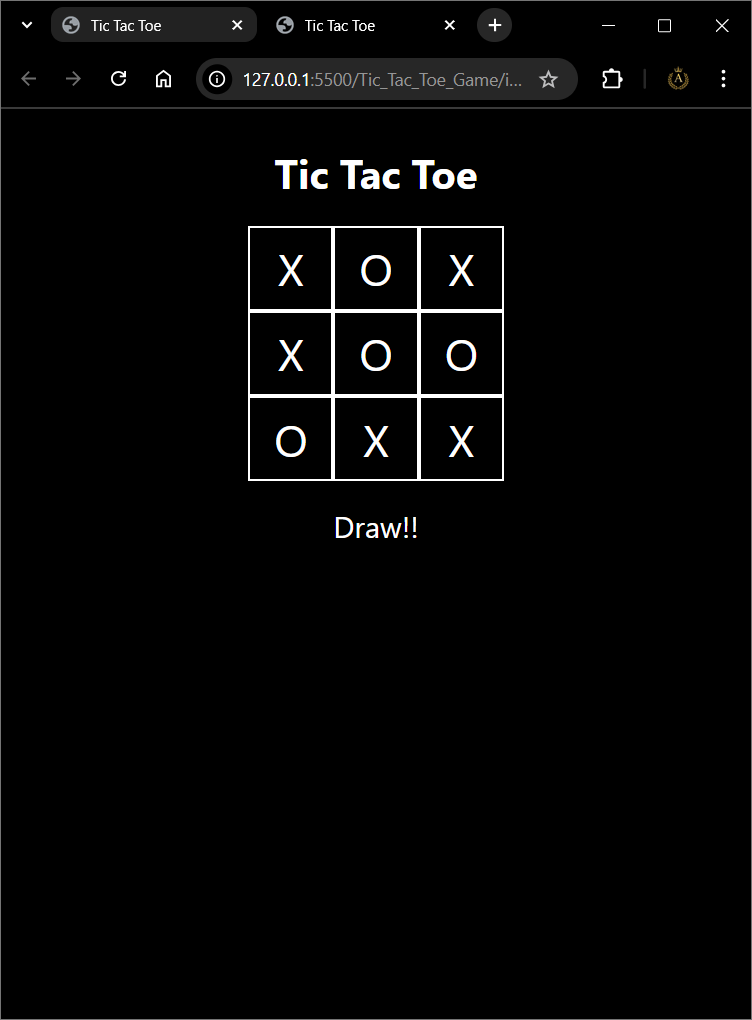 Tic Tac Toe
Tic Tac Toe
127.0.0.1:5500/Tic_Tac_Toe_Game/i...
A
Tic Tac Toe
X O X
X O O
O X X
Draw!!